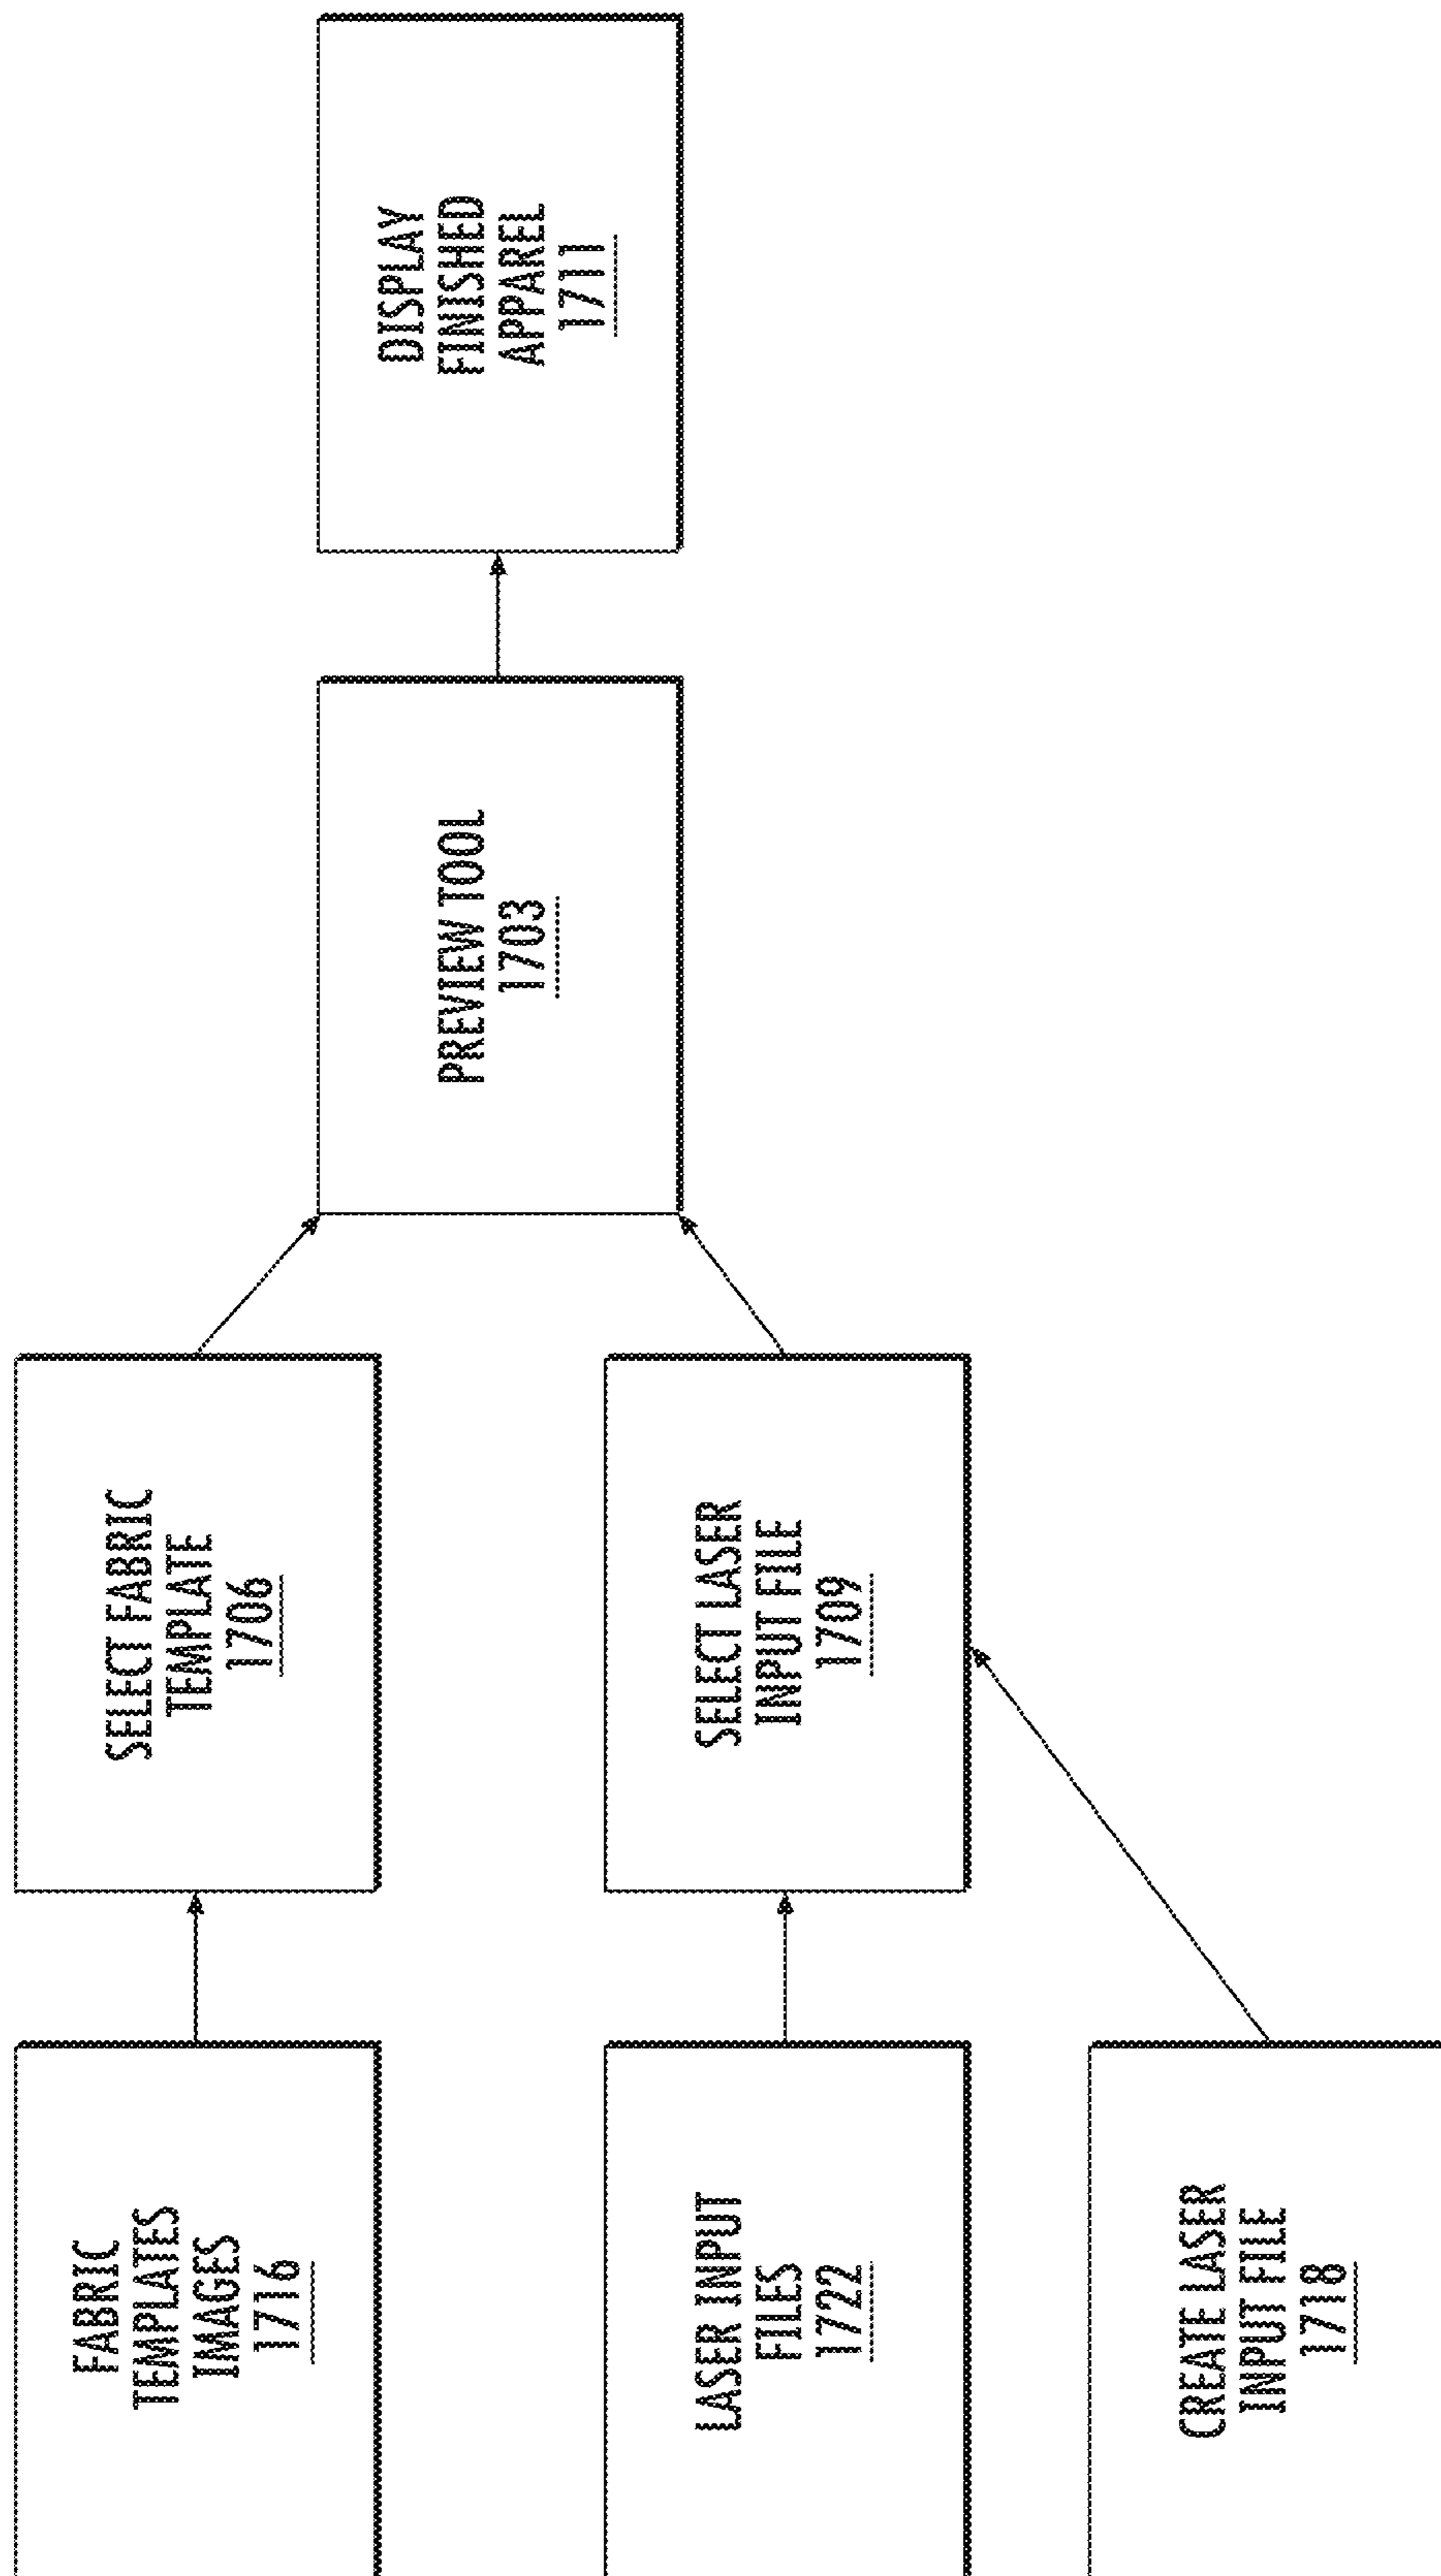 FABRIC
TEMPLATES
IMAGES
1716
SELECT FABRIC
TEMPLATE
1706
LASER INPUT
FILES
1722
SELECT LASER
INPUT FILE
1709
CREATE LASER
INPUT FILE
1718
PREVIEW TOOL
1703
DISPLAY
FINISHED
APPAREL
1711